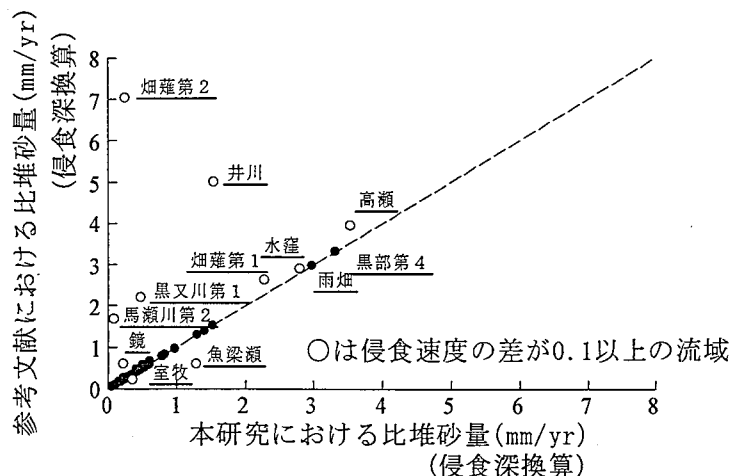 参考文献における比堆砂量(mm/yr)
(侵食深換算)
8
7
6
5
4
3
2
1
0
畑薙第2
井川
高瀬
水窪
畑薙第1
黒部第4
雨畑
黒又川第1
馬瀬川第2
鏡
魚梁瀬
室牧
○は侵食速度の差が0.1以上の流域
0 1 2 3 4 5 6 7 8
本研究における比堆砂量(mm/yr)
(侵食深換算)